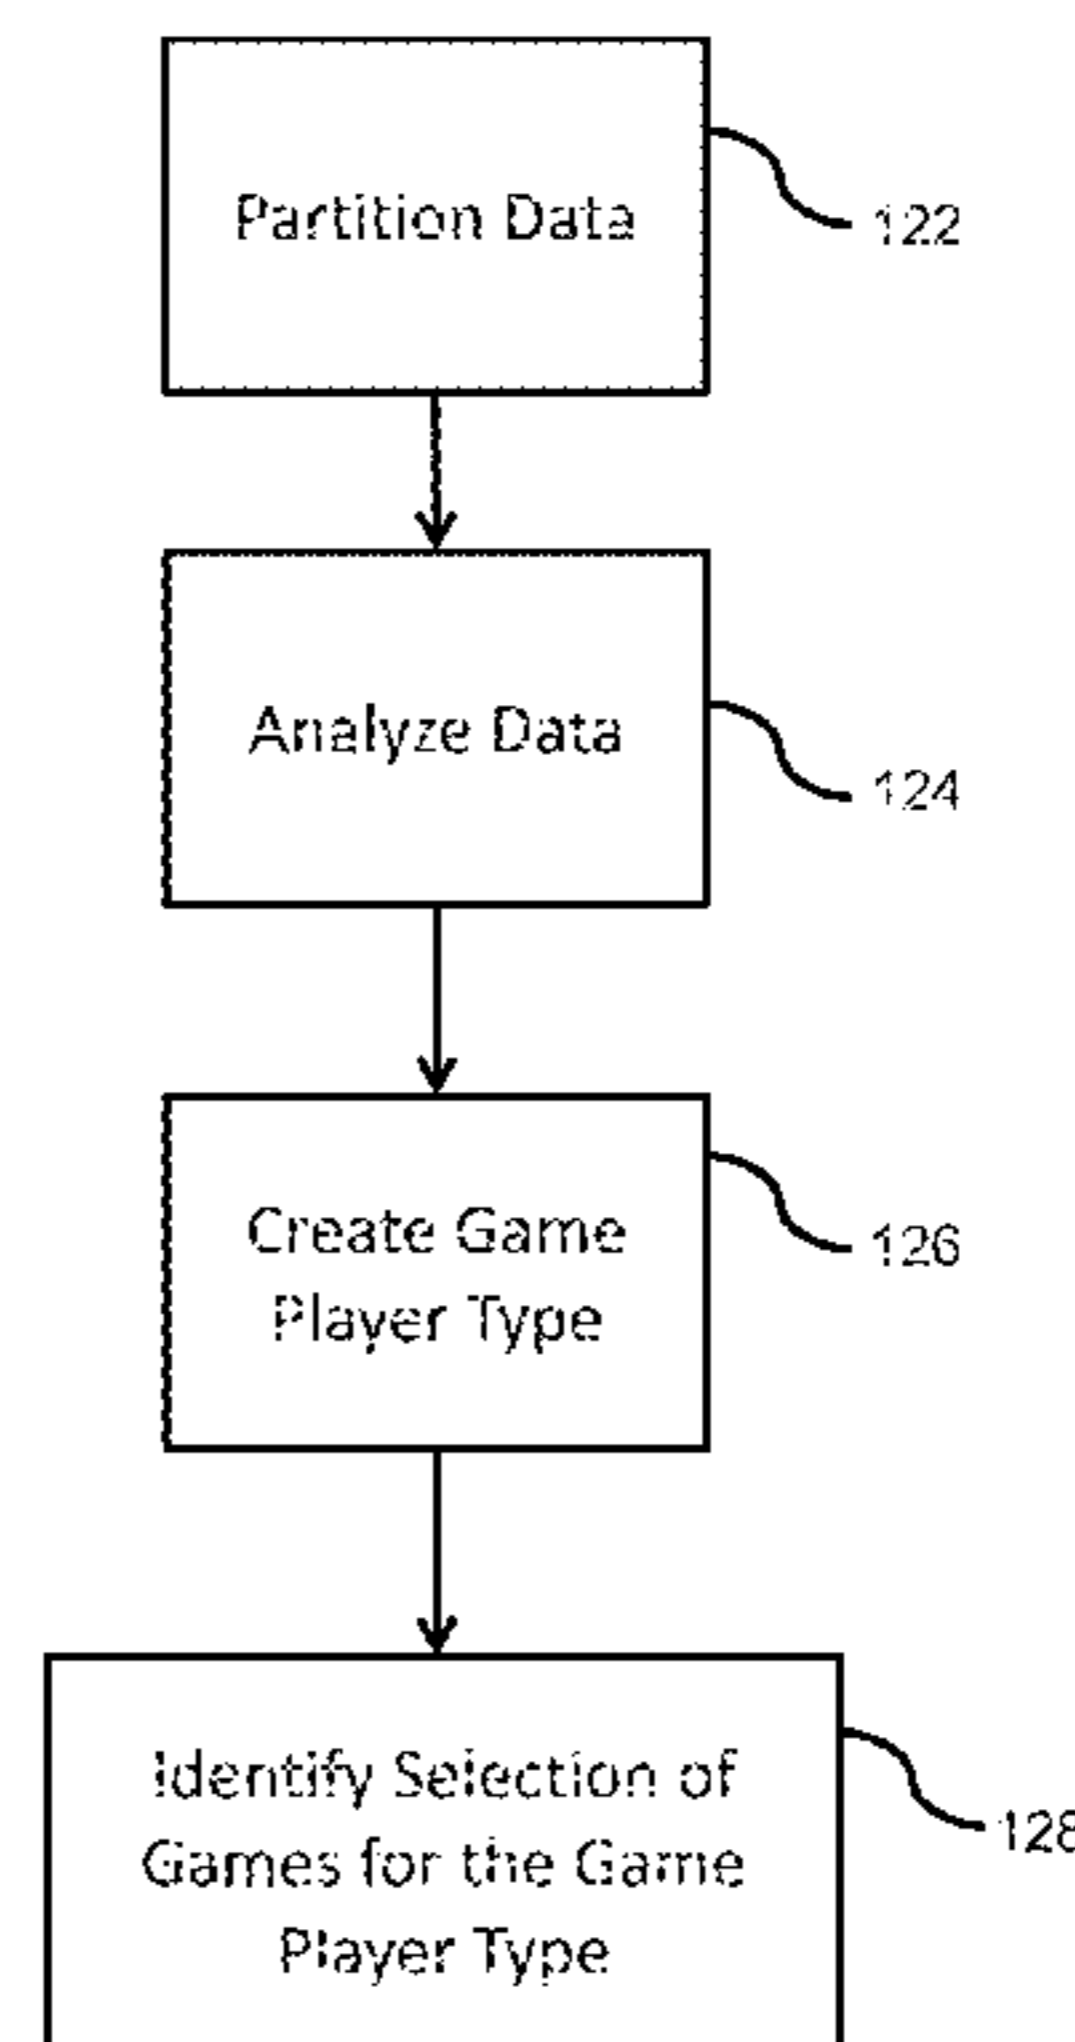 Partition Data
122
Analyze Data
124
Create Game
Player Type
126
Identify Selection of
Games for the Game
Player Type
128